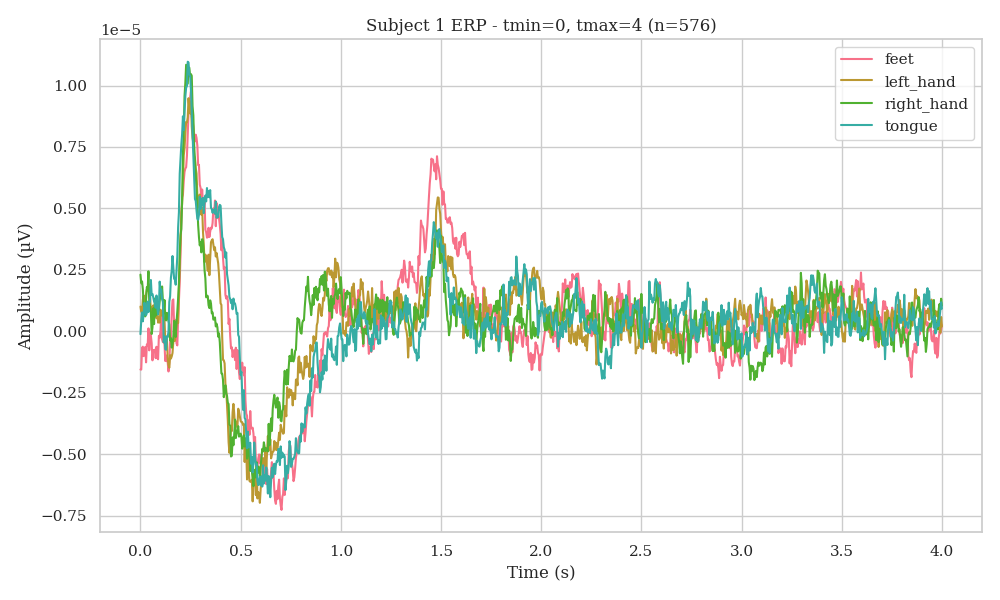 Subject 1 ERP - tmin=0, tmax=4 (n=576)
1e−5
feet
left_hand
right_hand
tongue
1.00
0.75
0.50
0.25
0.00
−0.25
−0.50
−0.75
Amplitude (µV)
0.0 0.5 1.0 1.5 2.0 2.5 3.0 3.5 4.0
Time (s)